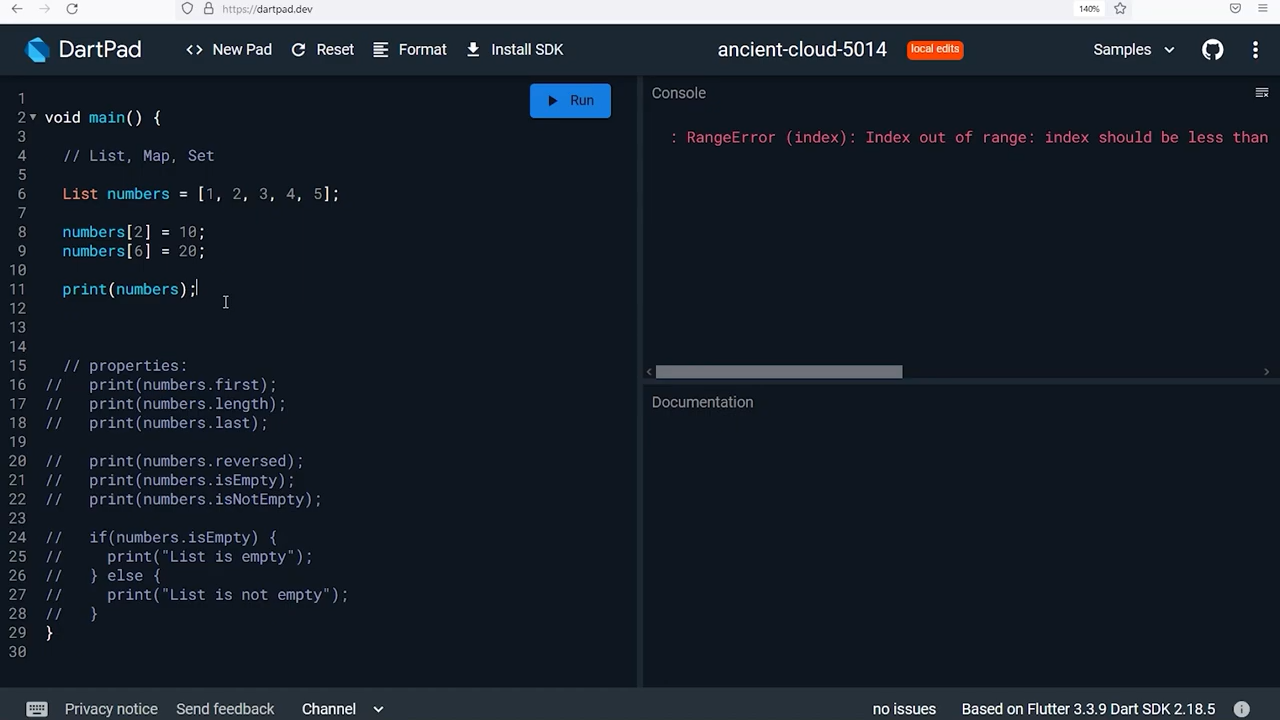 https://dartpad.dev
140%
DartPad
<> New Pad
Reset
Format
Install SDK
ancient-cloud-5014
local edits
Samples
Run
1
2 void main() {
3
4 // List, Map, Set
5
6 List numbers = [1, 2, 3, 4, 5];
7
8 numbers[2] = 10;
9 numbers[6] = 20;
10
11 print(numbers);
12
13
14
15 // properties:
16 // print(numbers.first);
17 // print(numbers.length);
18 // print(numbers.last);
19
20 // print(numbers.reversed);
21 // print(numbers.isEmpty);
22 // print(numbers.isNotEmpty);
23
24 // if(numbers.isEmpty) {
25 // print("List is empty");
26 // } else {
27 // print("List is not empty");
28 // }
29 }
30
Console
: RangeError (index): Index out of range: index should be less than
Documentation
Privacy notice
Send feedback
Channel
no issues
Based on Flutter 3.3.9 Dart SDK 2.18.5